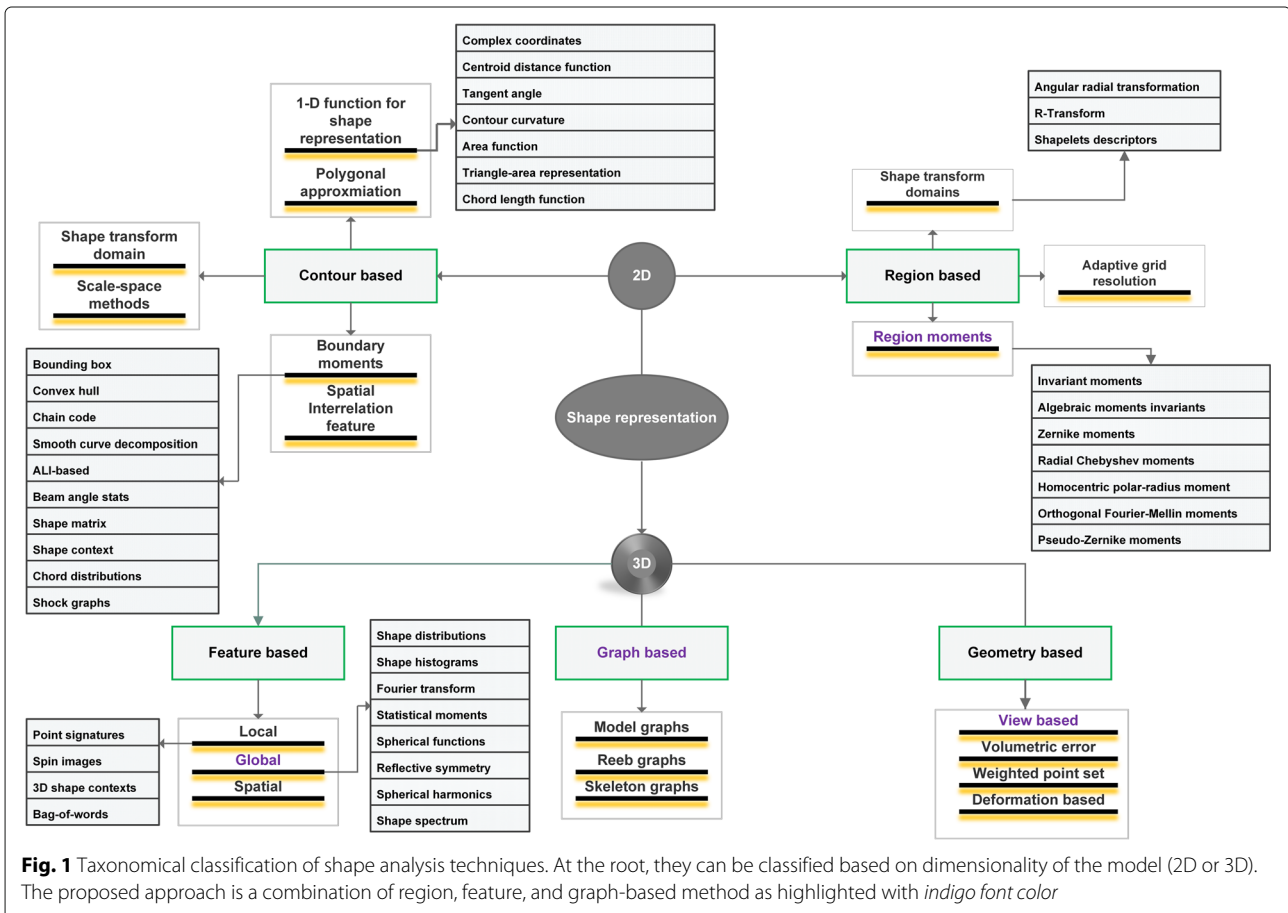 Complex coordinates
Centroid distance function
Tangent angle
Contour curvature
Area function
Triangle-area representation
Chord length function
1-D function for
shape
representation
Polygonal
approxmiation
Angular radial transformation
R-Transform
Shapelets descriptors
Shape transform
domains
Shape transform
domain
Scale-space
methods
Contour based
2D
Region based
Adaptive grid
resolution
Boundary
moments
Spatial
Interrelation
feature
Region moments
Bounding box
Convex hull
Chain code
Smooth curve decomposition
ALI-based
Beam angle stats
Shape matrix
Shape context
Chord distributions
Shock graphs
Shape representation
Invariant moments
Algebraic moments invariants
Zernike moments
Radial Chebyshev moments
Homocentric polar-radius moment
Orthogonal Fourier-Mellin moments
Pseudo-Zernike moments
3D
Feature based
Shape distributions
Shape histograms
Fourier transform
Statistical moments
Spherical functions
Reflective symmetry
Spherical harmonics
Shape spectrum
Graph based
Geometry based
Point signatures
Spin images
3D shape contexts
Bag-of-words
Local
Global
Spatial
Model graphs
Reeb graphs
Skeleton graphs
View based
Volumetric error
Weighted point set
Deformation based
Fig. 1 Taxonomical classification of shape analysis techniques. At the root, they can be classified based on dimensionality of the model (2D or 3D).
The proposed approach is a combination of region, feature, and graph-based method as highlighted with indigo font color